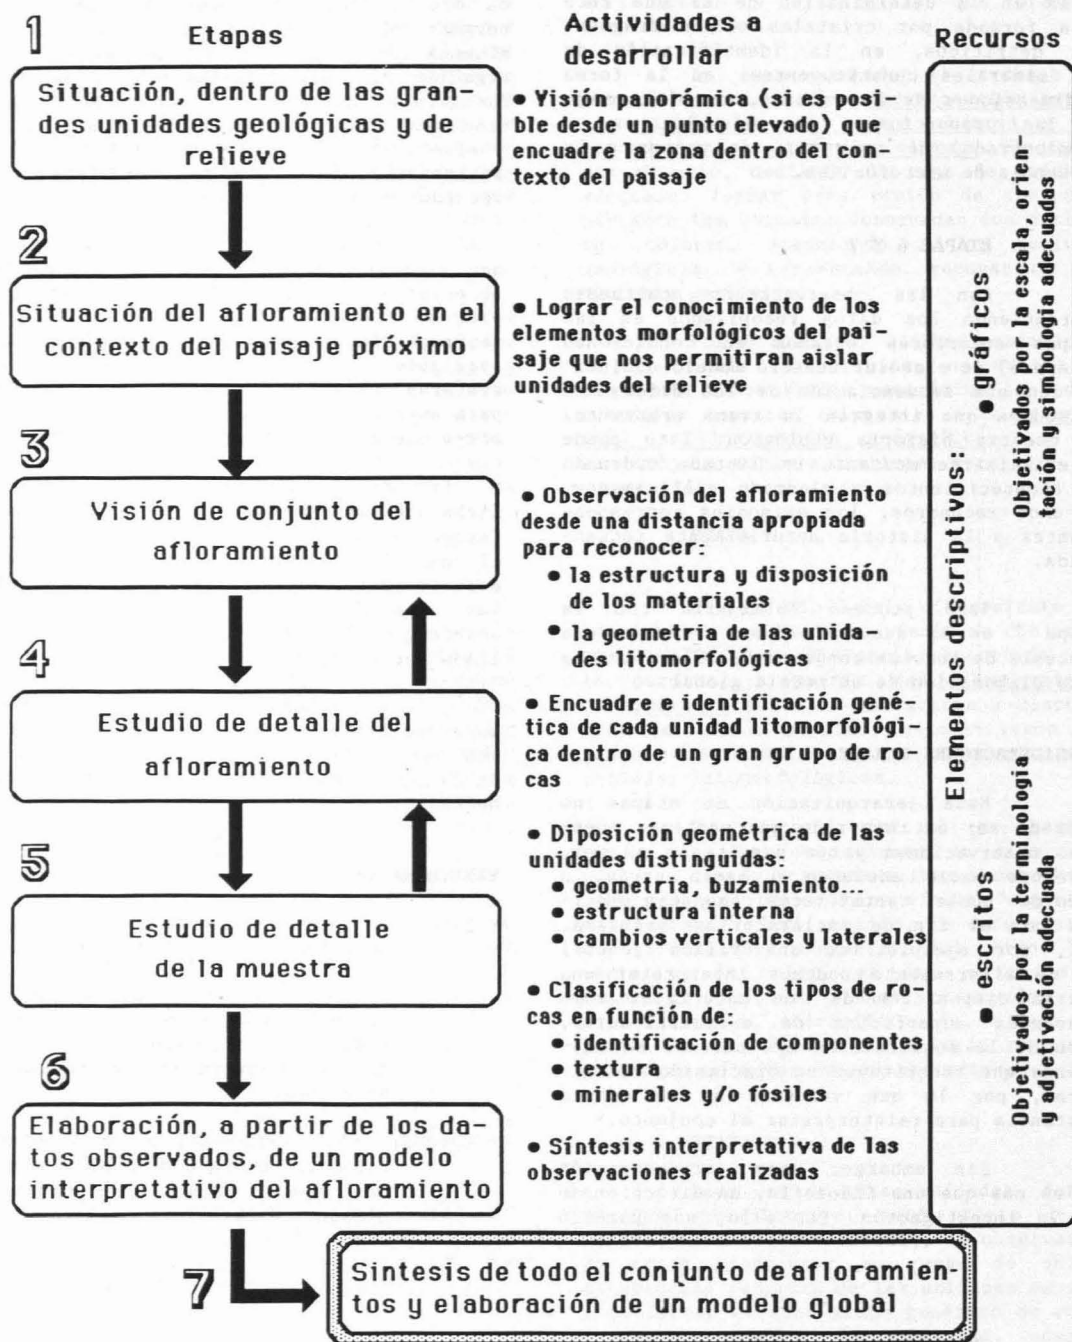 Etapas
Actividades a
desarrollar
Recursos
1
Situación, dentro de las gran-
des unidades geológicas y de
relieve
• Visión panorámica (si es posi-
ble desde un punto elevado) que
encuadre la zona dentro del con-
texto del paisaje
2
Situación del afloramiento en el
contexto del paisaje próximo
• Lograr el conocimiento de los
elementos morfológicos del pai-
saje que nos permitiran aislar
unidades del relieve
3
Visión de conjunto del
afloramiento
• Observación del afloramiento
desde una distancia apropiada
para reconocer:
• la estructura y disposición
de los materiales
• la geometria de las unida-
des litomorfológicas
4
Estudio de detalle del
afloramiento
• Encuadre e identificación gené-
tica de cada unidad litomorfológi-
ca dentro de un gran grupo de ro-
cas
5
Estudio de detalle
de la muestra
• Diposición geométrica de las
unidades distinguidas:
• geometria, buzamiento...
• estructura interna
• cambios verticales y laterales
• Clasificación de los tipos de ro-
cas en función de:
• identificación de componentes
• textura
• minerales y/o fósiles
6
Elaboración, a partir de los da-
tos observados, de un modelo
interpretativo del afloramiento
• Síntesis interpretativa de las
observaciones realizadas
7
Síntesis de todo el conjunto de afloramien-
tos y elaboración de un modelo global
Elementos descriptivos::
• gráficos
Objetivados por la escala, orien-
tación y simbologia adecuadas
• escritos
Objetivados por la terminología
y adjetivación adecuada